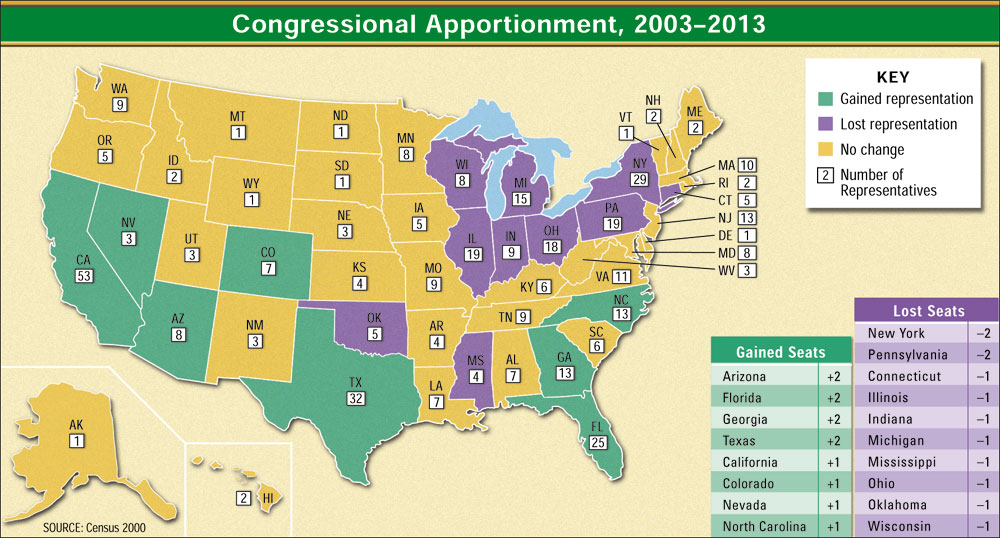 Congressional Apportionment, 2003–2013
KEY
Gained representation
Lost representation
No change
2 Number of
Representatives
WA
9
OR
5
CA
53
NV
3
ID
2
MT
1
WY
1
UT
3
AZ
8
CO
7
NM
3
ND
1
SD
1
NE
3
KS
4
OK
5
TX
32
MN
8
IA
5
MO
9
AR
4
LA
7
WI
8
IL
19
MI
15
IN
9
OH
18
KY 6
TN 9
MS
4
AL
7
GA
13
FL
25
SC
6
NC
13
VA 11
PA
19
NY
29
VT
1
NH
2
ME
2
MA 10
RI 2
CT 5
NJ 13
DE 1
MD 8
WV 3
AK
1
2 HI
SOURCE: Census 2000
Gained Seats
Arizona +2
Florida +2
Georgia +2
Texas +2
California +1
Colorado +1
Nevada +1
North Carolina +1
Lost Seats
New York –2
Pennsylvania –2
Connecticut –1
Illinois –1
Indiana –1
Michigan –1
Mississippi –1
Ohio –1
Oklahoma –1
Wisconsin –1